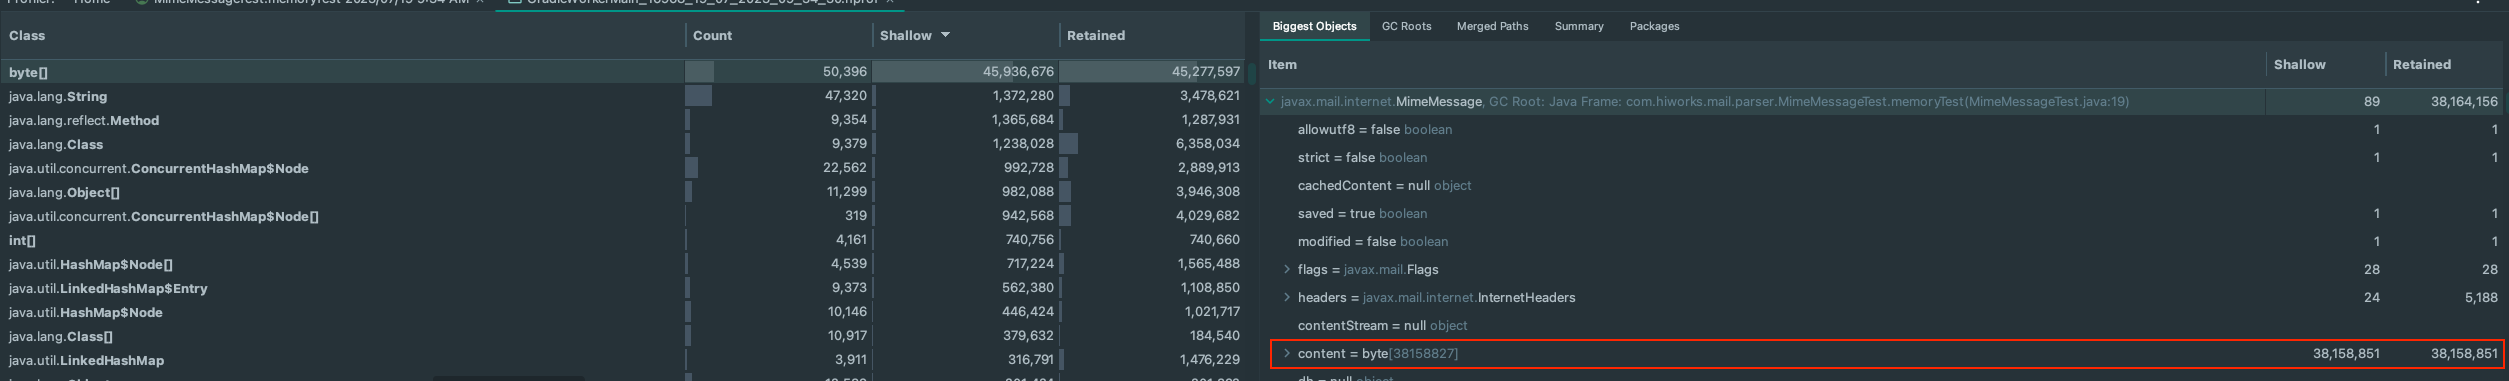 Profiler: Home MimeMessageTest.memoryTest 2023/07/19 9:34 AM ×
Class Count Shallow Retained
byte[] 50,396 45,936,676 45,277,597
java.lang.String 47,320 1,372,280 3,478,621
java.lang.reflect.Method 9,354 1,365,684 1,287,931
java.lang.Class 9,379 1,238,028 6,358,034
java.util.concurrent.ConcurrentHashMap$Node 22,562 992,728 2,889,913
java.lang.Object[] 11,299 982,088 3,946,308
java.util.concurrent.ConcurrentHashMap$Node[] 319 942,568 4,029,682
int[] 4,161 740,756 740,660
java.util.HashMap$Node[] 4,539 717,224 1,565,488
java.util.LinkedHashMap$Entry 9,373 562,380 1,108,850
java.util.HashMap$Node 10,146 446,424 1,021,717
java.lang.Class[] 10,917 379,632 184,540
java.util.LinkedHashMap 3,911 316,791 1,476,229
Biggest Objects GC Roots Merged Paths Summary Packages
Item Shallow Retained
javax.mail.internet.MimeMessage, GC Root: Java Frame: com.hiworks.mail.parser.MimeMessageTest.memoryTest(MimeMessageTest.java:19) 89 38,164,156
allowutf8 = false boolean 1 1
strict = false boolean 1 1
cachedContent = null object
saved = true boolean 1 1
modified = false boolean 1 1
flags = javax.mail.Flags 28 28
headers = javax.mail.internet.InternetHeaders 24 5,188
contentStream = null object
content = byte[38158827] 38,158,851 38,158,851
dh = null object